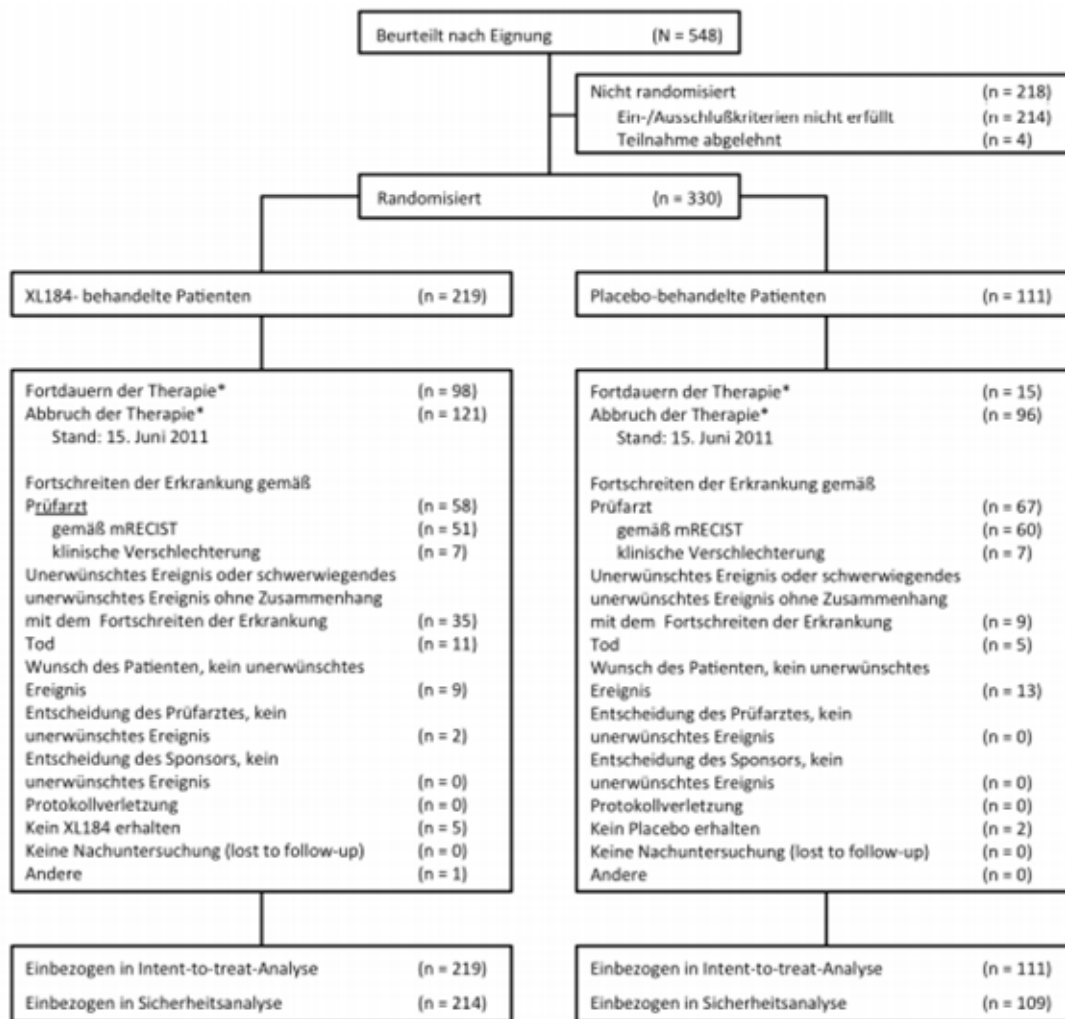 Beurteilt nach Eignung (N = 548)
Nicht randomisiert (n = 218)
Ein-/Ausschlußkriterien nicht erfüllt (n = 214)
Teilnahme abgelehnt (n = 4)
Randomisiert (n = 330)
XL184- behandelte Patienten (n = 219)
Placebo-behandelte Patienten (n = 111)
Fortdauern der Therapie* (n = 98)
Abbruch der Therapie* (n = 121)
Stand: 15. Juni 2011
Fortschreiten der Erkrankung gemäß
Prüfarzt (n = 58)
gemäß mRECIST (n = 51)
klinische Verschlechterung (n = 7)
Unerwünschtes Ereignis oder schwerwiegendes
unerwünschtes Ereignis ohne Zusammenhang
mit dem Fortschreiten der Erkrankung (n = 35)
Tod (n = 11)
Wunsch des Patienten, kein unerwünschtes
Ereignis (n = 9)
Entscheidung des Prüfarztes, kein
unerwünschtes Ereignis (n = 2)
Entscheidung des Sponsors, kein
unerwünschtes Ereignis (n = 0)
Protokollverletzung (n = 0)
Kein XL184 erhalten (n = 5)
Keine Nachuntersuchung (lost to follow-up) (n = 0)
Andere (n = 1)
Fortdauern der Therapie* (n = 15)
Abbruch der Therapie* (n = 96)
Stand: 15. Juni 2011
Fortschreiten der Erkrankung gemäß
Prüfarzt (n = 67)
gemäß mRECIST (n = 60)
klinische Verschlechterung (n = 7)
Unerwünschtes Ereignis oder schwerwiegendes
unerwünschtes Ereignis ohne Zusammenhang
mit dem Fortschreiten der Erkrankung (n = 9)
Tod (n = 5)
Wunsch des Patienten, kein unerwünschtes
Ereignis (n = 13)
Entscheidung des Prüfarztes, kein
unerwünschtes Ereignis (n = 0)
Entscheidung des Sponsors, kein
unerwünschtes Ereignis (n = 0)
Protokollverletzung (n = 0)
Kein Placebo erhalten (n = 2)
Keine Nachuntersuchung (lost to follow-up) (n = 0)
Andere (n = 0)
Einbezogen in Intent-to-treat-Analyse (n = 219)
Einbezogen in Sicherheitsanalyse (n = 214)
Einbezogen in Intent-to-treat-Analyse (n = 111)
Einbezogen in Sicherheitsanalyse (n = 109)